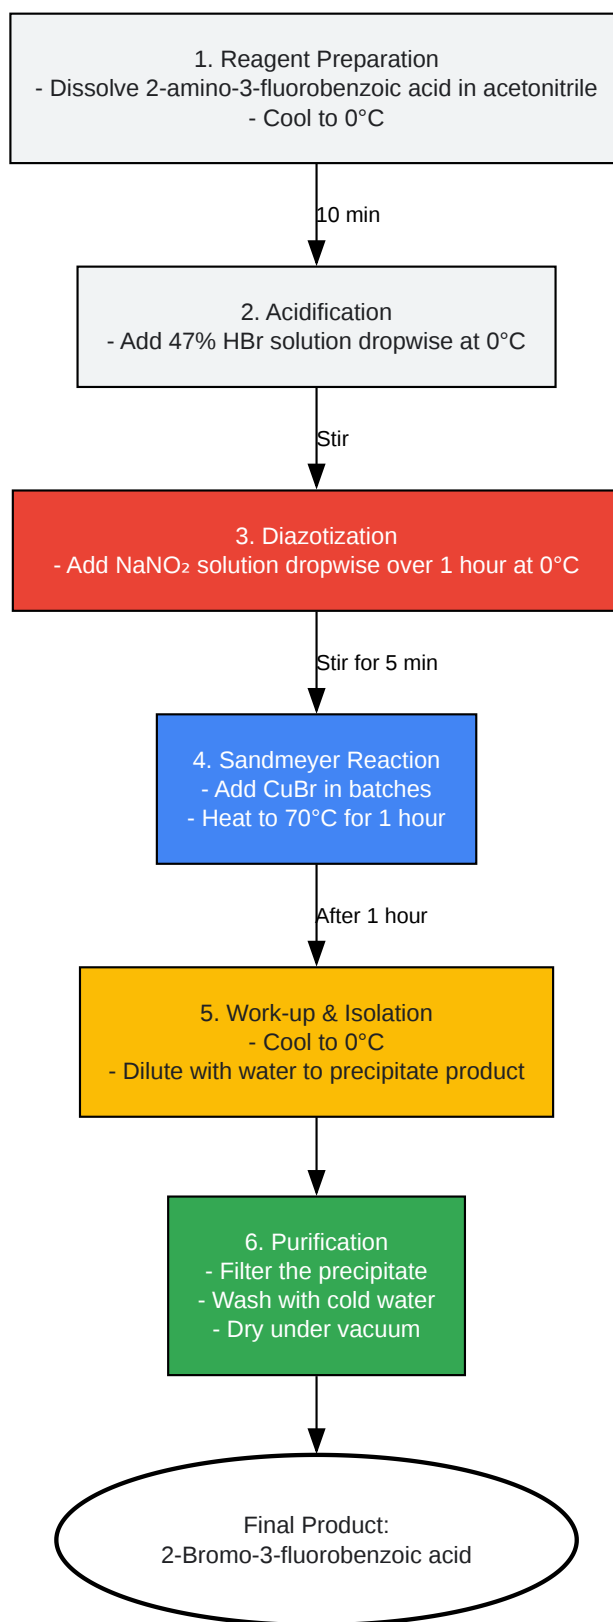 1. Reagent Preparation
- Dissolve 2-amino-3-fluorobenzoic acid in acetonitrile
- Cool to 0°C
10 min
2. Acidification
- Add 47% HBr solution dropwise at 0°C
Stir
3. Diazotization
- Add NaNO₂ solution dropwise over 1 hour at 0°C
Stir for 5 min
4. Sandmeyer Reaction
- Add CuBr in batches
- Heat to 70°C for 1 hour
After 1 hour
5. Work-up & Isolation
- Cool to 0°C
- Dilute with water to precipitate product
6. Purification
- Filter the precipitate
- Wash with cold water
- Dry under vacuum
Final Product:
2-Bromo-3-fluorobenzoic acid